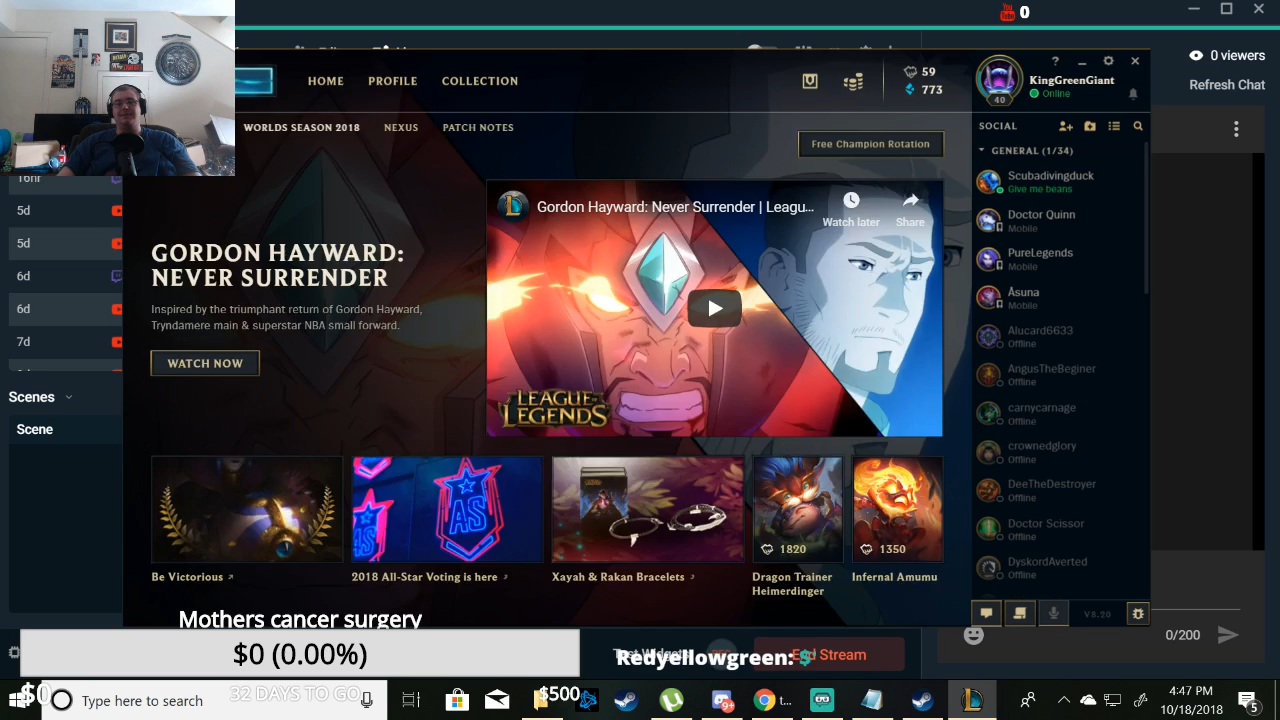 0
0 viewers
Refresh Chat
HOME
PROFILE
COLLECTION
59
773
40
KingGreenGiant
Online
WORLDS SEASON 2018
NEXUS
PATCH NOTES
Free Champion Rotation
SOCIAL
GENERAL (1/34)
Scubadivingduck
Give me beans
Doctor Quinn
Mobile
PureLegends
Mobile
Åsuna
Mobile
Alucard6633
Offline
AngusTheBeginer
Offline
carnycarnage
Offline
crownedglory
Offline
DeeTheDestroyer
Offline
Doctor Scissor
Offline
DyskordAverted
Offline
V8.20
16hr
5d
5d
6d
6d
7d
Scenes
Scene
GORDON HAYWARD:
NEVER SURRENDER
Inspired by the triumphant return of Gordon Hayward,
Tryndamere main & superstar NBA small forward.
WATCH NOW
Gordon Hayward: Never Surrender | Leagu...
Watch later
Share
LEAGUE OF
LEGENDS
AS
AS
1820
1350
Be Victorious
2018 All-Star Voting is here
Xayah & Rakan Bracelets
Dragon Trainer
Heimerdinger
Infernal Amumu
Mothers cancer surgery
$0 (0.00%)
$0
32 DAYS TO GO
$500
Redyellowgreen: $
End Stream
0/200
Type here to search
9+
4:47 PM
10/18/2018
5